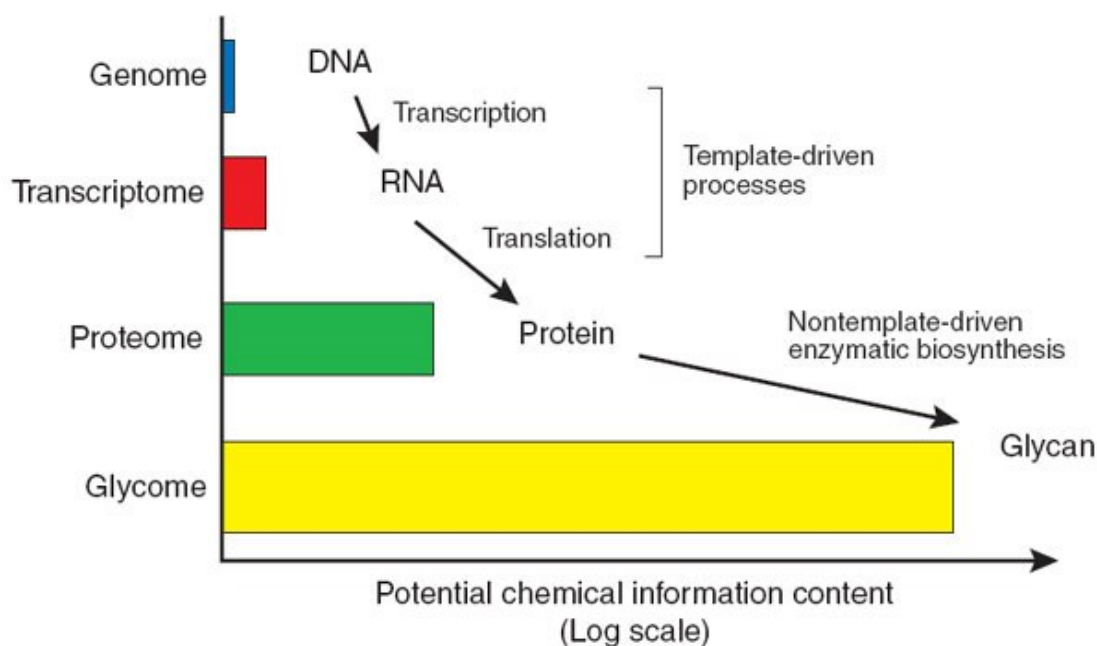 Genome
DNA
Transcription
Transcriptome
RNA
Template-driven
processes
Translation
Proteome
Protein
Nontemplate-driven
enzymatic biosynthesis
Glycome
Glycan
Potential chemical information content
(Log scale)